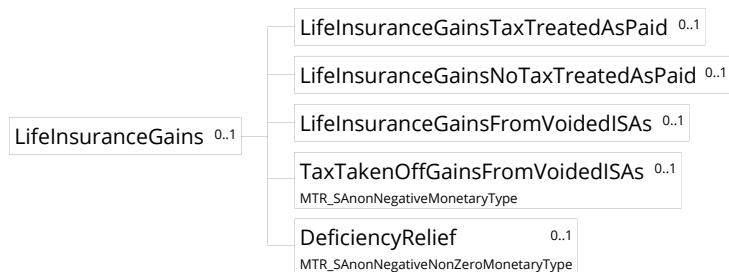 LifeInsuranceGainsTaxTreatedAsPaid 0..1
LifeInsuranceGainsNoTaxTreatedAsPaid 0..1
LifeInsuranceGains 0..1
LifeInsuranceGainsFromVoidedISAs 0..1
TaxTakenOffGainsFromVoidedISAs 0..1
MTR_SAnonNegativeMonetaryType
DeficiencyRelief 0..1
MTR_SAnonNegativeNonZeroMonetaryType